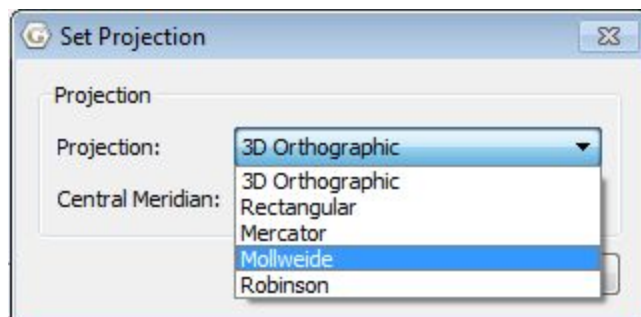 Set Projection
Projection
Projection: 3D Orthographic
3D Orthographic
Central Meridian:
Rectangular
Mercator
Mollweide
Robinson